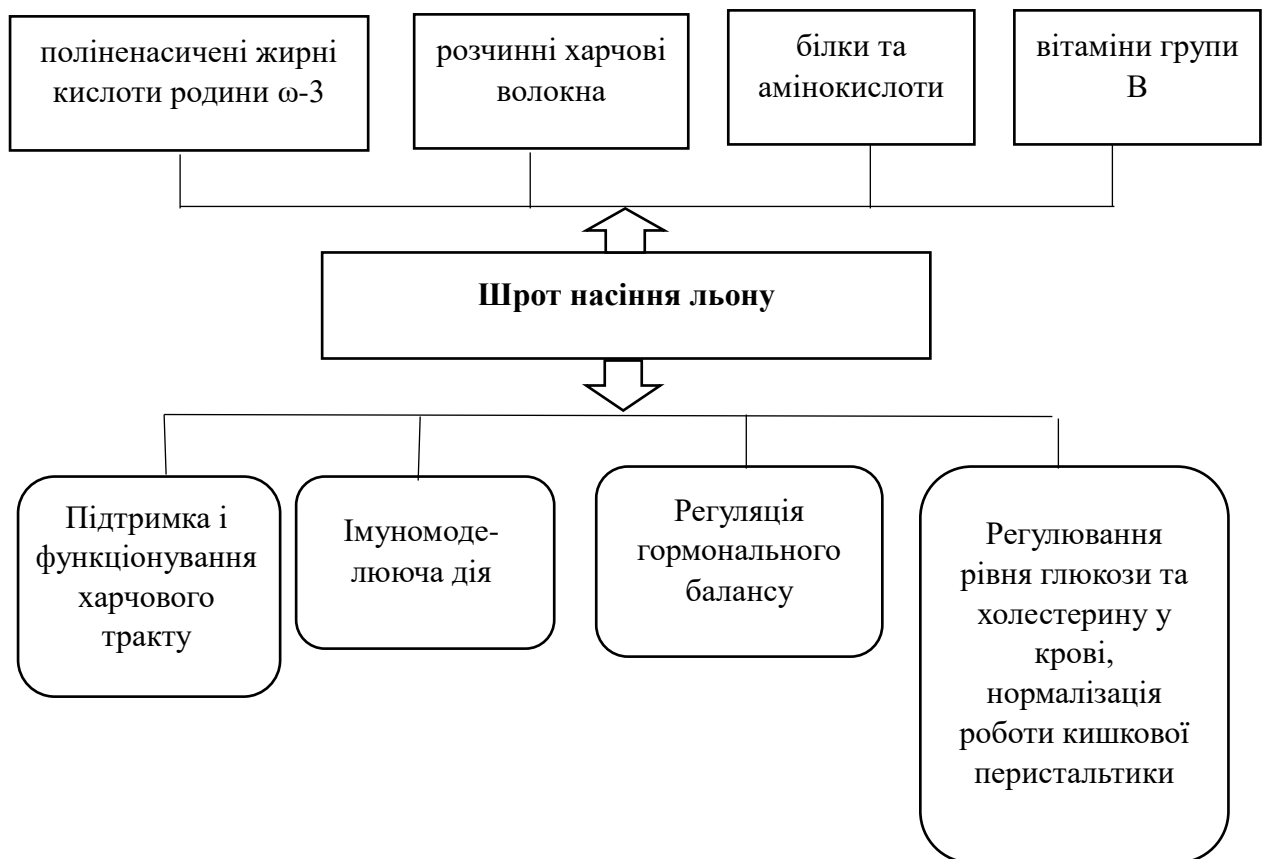 поліненасичені жирні
кислоти родини ω-3
розчинні харчові
волокна
білки та
амінокислоти
вітаміни групи
В
Шрот насіння льону
Підтримка і
функціонування
харчового
тракту
Імуномоде-
лююча дія
Регуляція
гормонального
балансу
Регулювання
рівня глюкози та
холестерину у
крові,
нормалізація
роботи кишкової
перистальтики